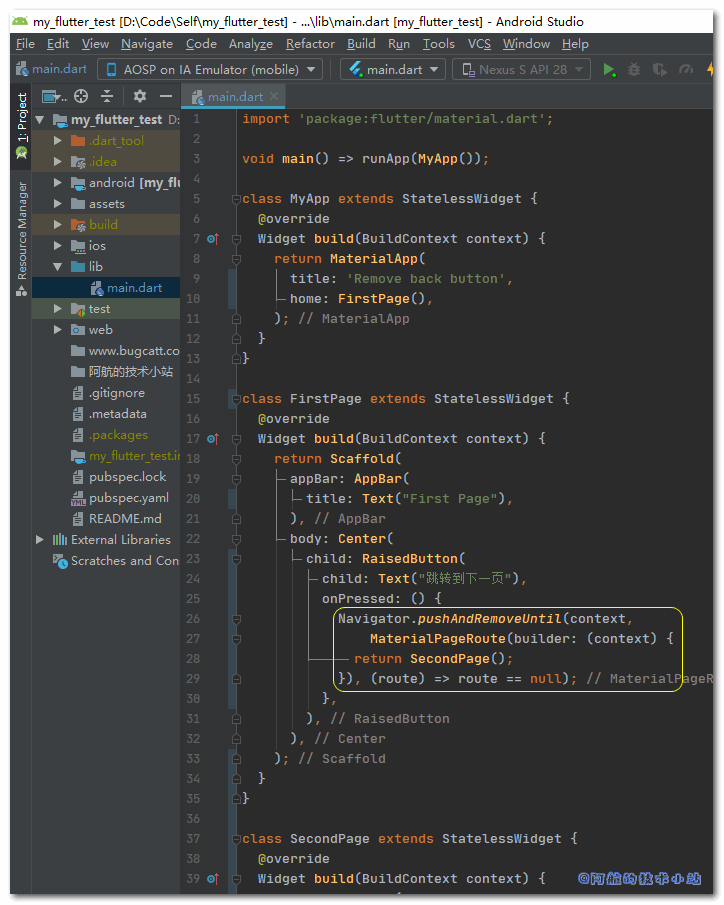 my_flutter_test [D:\Code\Self\my_flutter_test] - ...\lib\main.dart [my_flutter_test] - Android Studio
File Edit View Navigate Code Analyze Refactor Build Run Tools VCS Window Help
main.dart AOSP on IA Emulator (mobile) main.dart Nexus S API 28
1: Project
Resource Manager
main.dart
my_flutter_test D:
.dart_tool
.idea
android [my_flu
assets
build
ios
lib
main.dart
test
web
www.bugcatt.co
阿航的技术小站
.gitignore
.metadata
.packages
my_flutter_test.in
pubspec.lock
pubspec.yaml
README.md
External Libraries
Scratches and Con
1 import 'package:flutter/material.dart';
2
3 void main() => runApp(MyApp());
4
5 class MyApp extends StatelessWidget {
6 @override
7 Widget build(BuildContext context) {
8 return MaterialApp(
9 title: 'Remove back button',
10 home: FirstPage(),
11 ); // MaterialApp
12 }
13 }
14
15 class FirstPage extends StatelessWidget {
16 @override
17 Widget build(BuildContext context) {
18 return Scaffold(
19 appBar: AppBar(
20 title: Text("First Page"),
21 ), // AppBar
22 body: Center(
23 child: RaisedButton(
24 child: Text("跳转到下一页"),
25 onPressed: () {
26 Navigator.pushAndRemoveUntil(context,
27 MaterialPageRoute(builder: (context) {
28 return SecondPage();
29 }), (route) => route == null); // MaterialPageR
30 },
31 ), // RaisedButton
32 ), // Center
33 ); // Scaffold
34 }
35 }
36
37 class SecondPage extends StatelessWidget {
38 @override
39 Widget build(BuildContext context) {
@阿航的技术小站